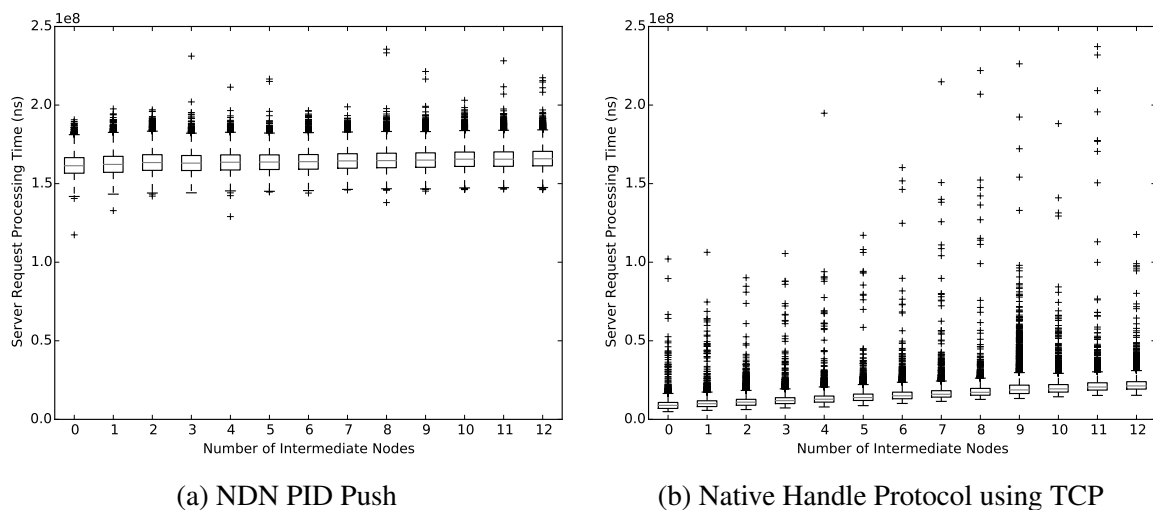 1e8
2.5
2.0
1.5
1.0
0.5
0.0
Server Request Processing Time (ns)
0 1 2 3 4 5 6 7 8 9 10 11 12
Number of Intermediate Nodes
(a) NDN PID Push
1e8
2.5
2.0
1.5
1.0
0.5
0.0
Server Request Processing Time (ns)
0 1 2 3 4 5 6 7 8 9 10 11 12
Number of Intermediate Nodes
(b) Native Handle Protocol using TCP